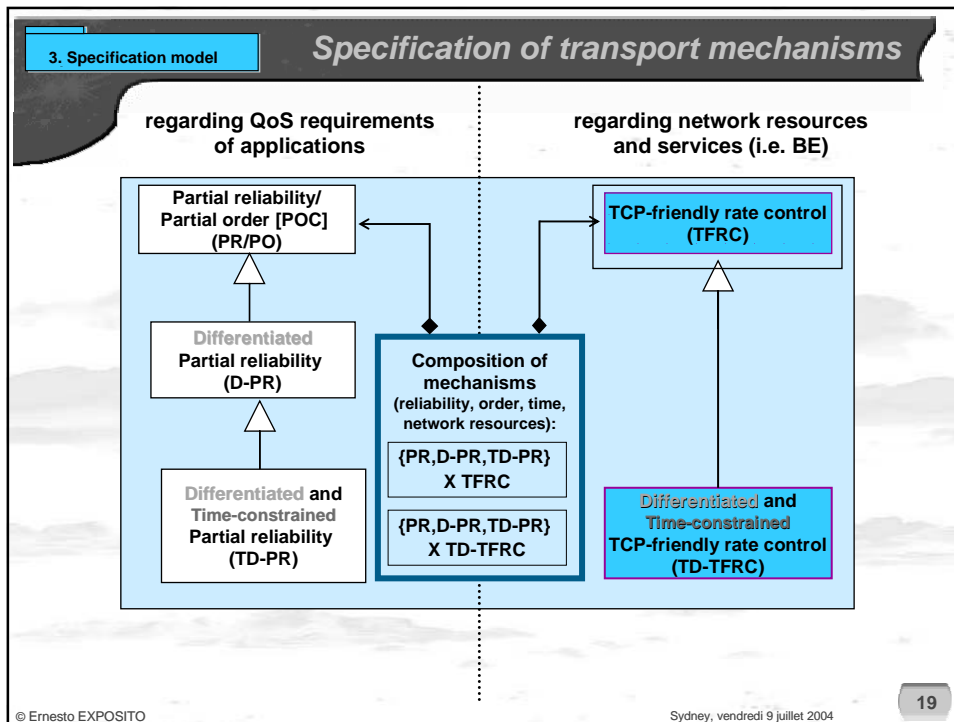 3. Specification model
Specification of transport mechanisms
regarding QoS requirements
of applications
regarding network resources
and services (i.e. BE)
Partial reliability/
Partial order [POC]
(PR/PO)
TCP-friendly rate control
(TFRC)
Differentiated
Partial reliability
(D-PR)
Composition of
mechanisms
(reliability, order, time,
network resources):
{PR,D-PR,TD-PR}
X TFRC
{PR,D-PR,TD-PR}
X TD-TFRC
Differentiated and
Time-constrained
Partial reliability
(TD-PR)
Differentiated and
Time-constrained
TCP-friendly rate control
(TD-TFRC)
© Ernesto EXPOSITO
Sydney, vendredi 9 juillet 2004
19